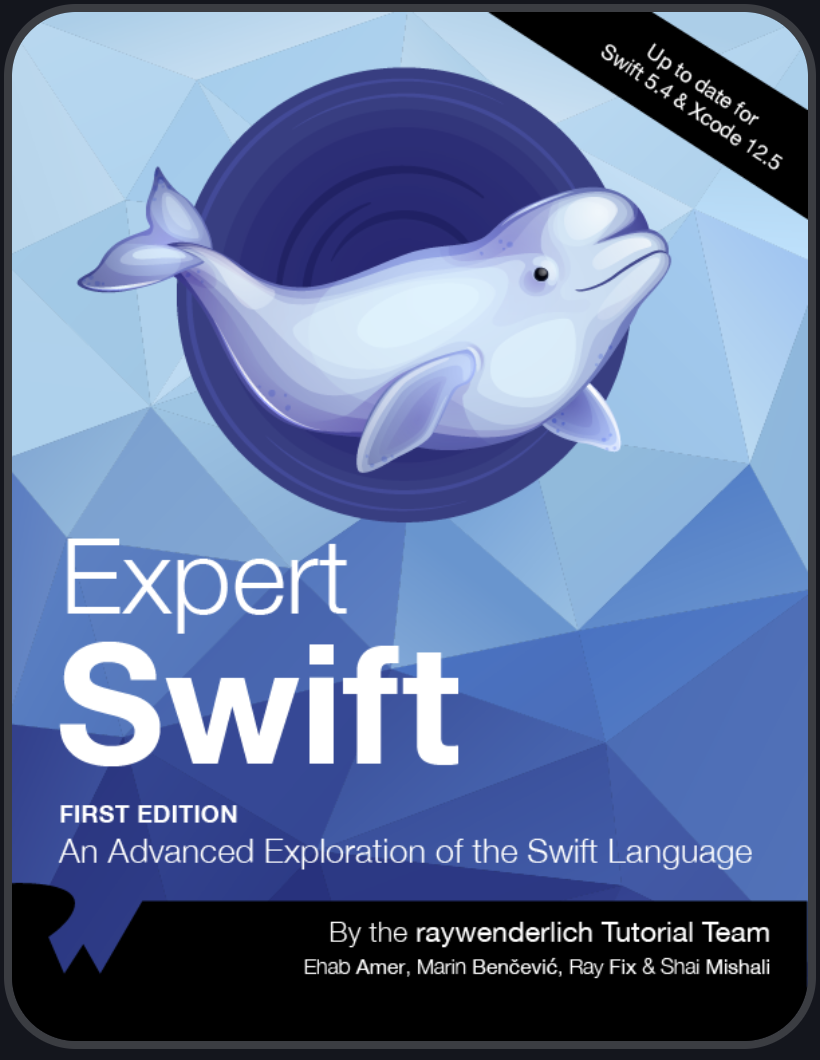 Up to date for
Swift 5.4 & Xcode 12.5
Expert
Swift
FIRST EDITION
An Advanced Exploration of the Swift Language
By the raywenderlich Tutorial Team
Ehab Amer, Marin Benčević, Ray Fix & Shai Mishali